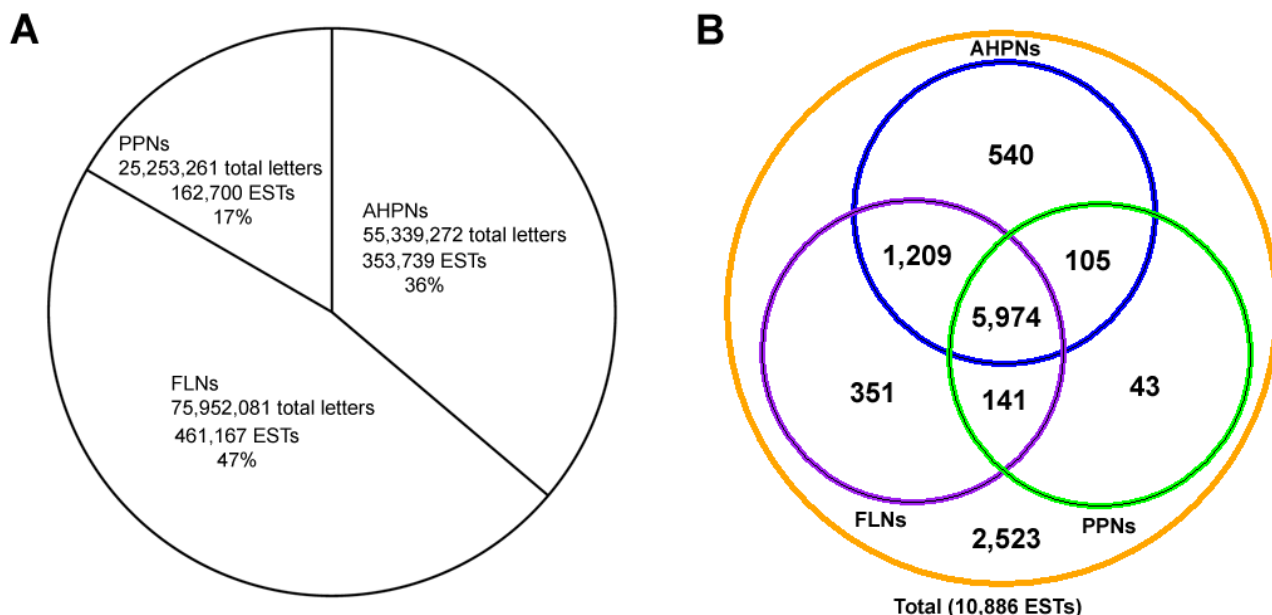 A
PPNs
25,253,261 total letters
162,700 ESTs
17%
AHPNs
55,339,272 total letters
353,739 ESTs
36%
FLNs
75,952,081 total letters
461,167 ESTs
47%
B
AHPNs
540
1,209
105
5,974
351
141
43
FLNs
PPNs
2,523
Total (10,886 ESTs)